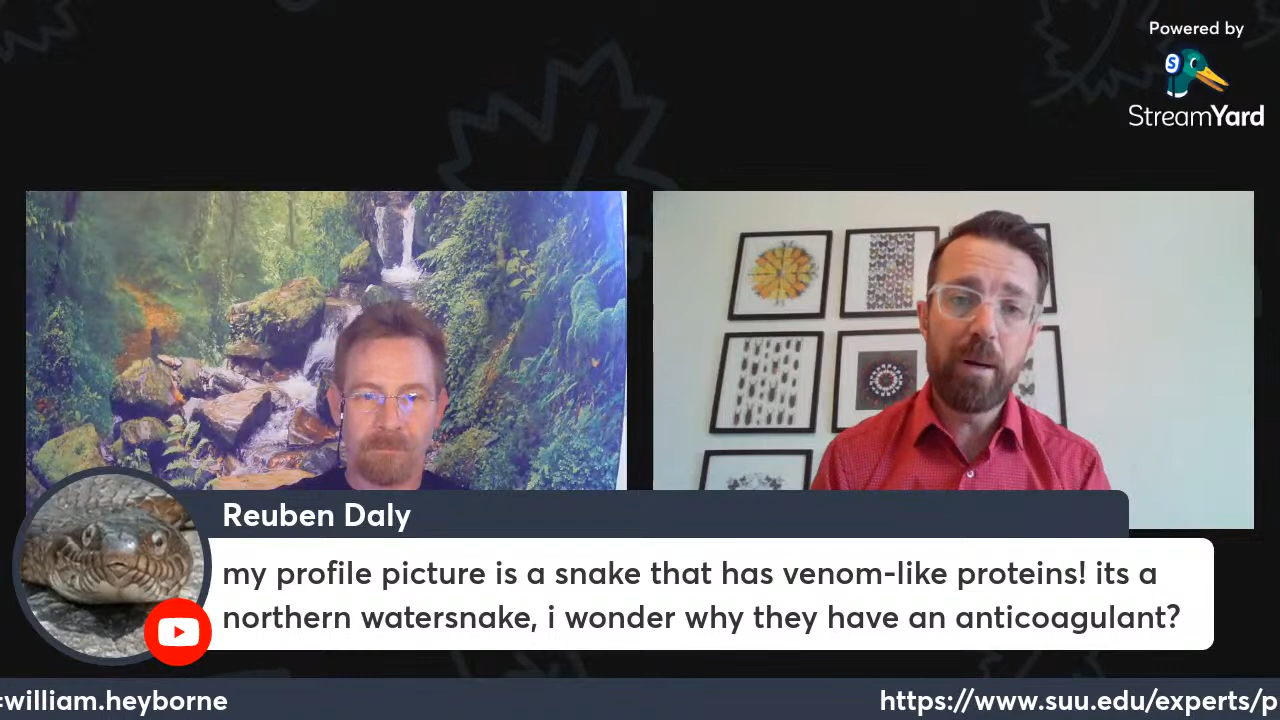 Powered by
S
StreamYard
Reuben Daly
my profile picture is a snake that has venom-like proteins! its a
northern watersnake, i wonder why they have an anticoagulant?
=william.heyborne
https://www.suu.edu/experts/p